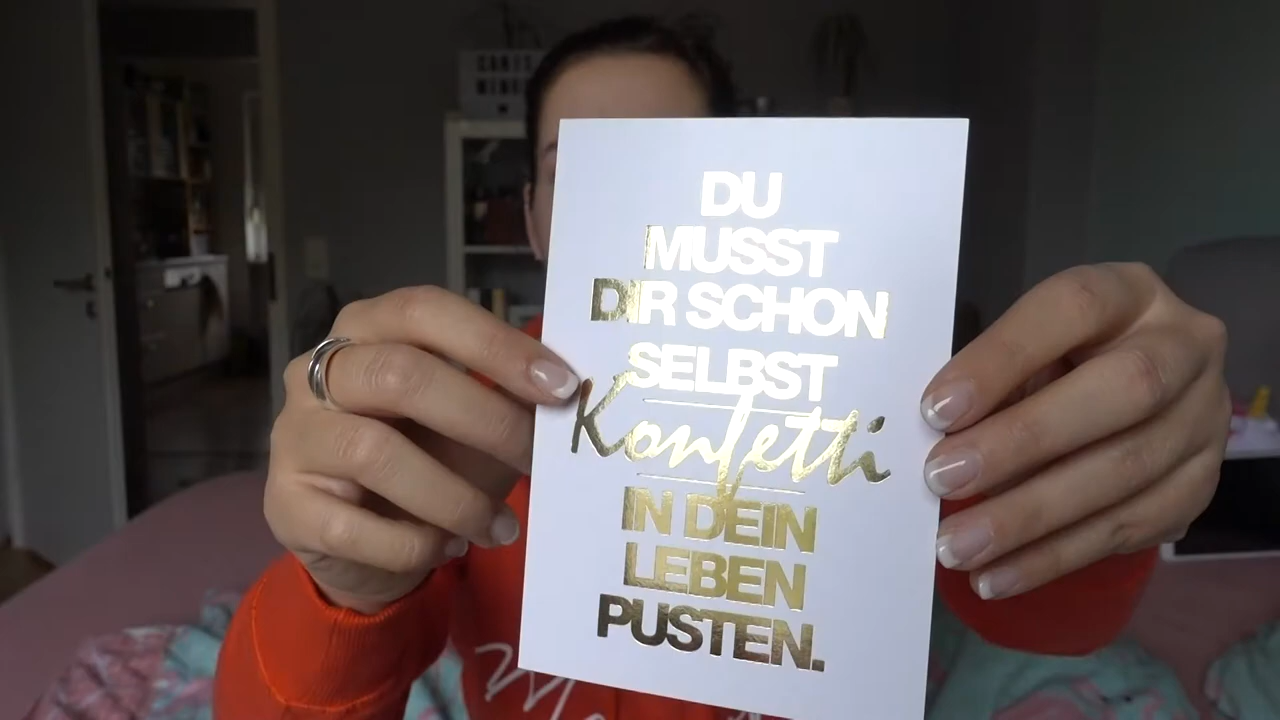 DU
MUSST
DIR SCHON
SELBST
Konfetti
IN DEIN
LEBEN
PUSTEN.